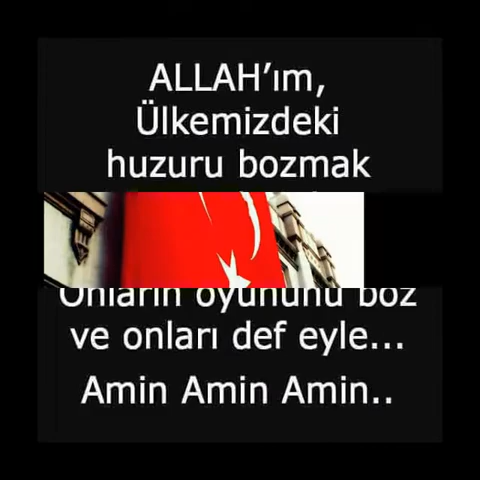 ALLAH’ım,
Ülkemizdeki
huzuru bozmak
Onların oyununu boz
ve onları def eyle...
Amin Amin Amin..